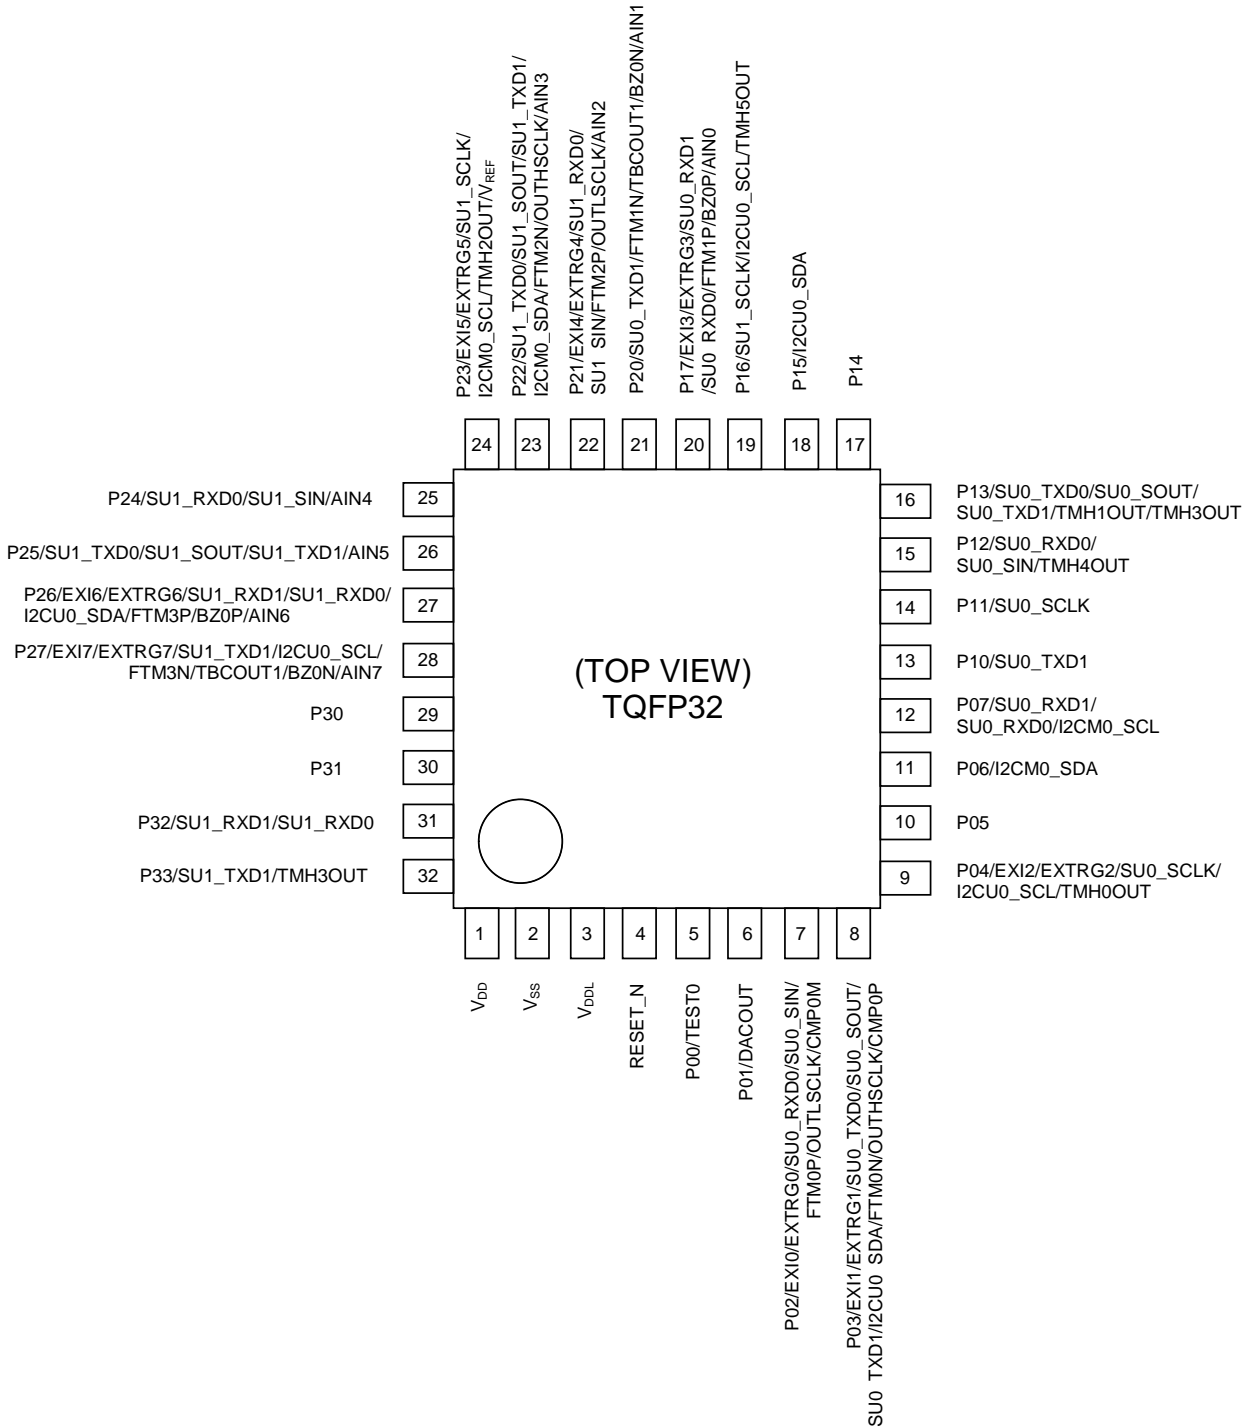 P23/EXI5/EXTRG5/SU1_SCLK/
I2CM0_SCL/TMH2OUT/VREF
P22/SU1_TXD0/SU1_SOUT/SU1_TXD1/
I2CM0_SDA/FTM2N/OUTHSCLK/AIN3
P21/EXI4/EXTRG4/SU1_RXD0/
SU1 SIN/FTM2P/OUTLSCLK/AIN2
P20/SU0_TXD1/FTM1N/TBCOUT1/BZ0N/AIN1
P17/EXI3/EXTRG3/SU0_RXD1
/SU0 RXD0/FTM1P/BZ0P/AIN0
P16/SU1_SCLK/I2CU0_SCL/TMH5OUT
P15/I2CU0_SDA
P14
24 23 22 21 20 19 18 17
P24/SU1_RXD0/SU1_SIN/AIN4
25
P25/SU1_TXD0/SU1_SOUT/SU1_TXD1/AIN5
26
P26/EXI6/EXTRG6/SU1_RXD1/SU1_RXD0/
I2CU0_SDA/FTM3P/BZ0P/AIN6
27
P27/EXI7/EXTRG7/SU1_TXD1/I2CU0_SCL/
FTM3N/TBCOUT1/BZ0N/AIN7
28
P30
29
P31
30
P32/SU1_RXD1/SU1_RXD0
31
P33/SU1_TXD1/TMH3OUT
32
(TOP VIEW)
TQFP32
16
P13/SU0_TXD0/SU0_SOUT/
SU0_TXD1/TMH1OUT/TMH3OUT
15
P12/SU0_RXD0/
SU0_SIN/TMH4OUT
14
P11/SU0_SCLK
13
P10/SU0_TXD1
12
P07/SU0_RXD1/
SU0_RXD0/I2CM0_SCL
11
P06/I2CM0_SDA
10
P05
9
P04/EXI2/EXTRG2/SU0_SCLK/
I2CU0_SCL/TMH0OUT
1 2 3 4 5 6 7 8
VDD
VSS
VDDL
RESET_N
P00/TEST0
P01/DACOUT
P02/EXI0/EXTRG0/SU0_RXD0/SU0_SIN/
FTM0P/OUTLSCLK/CMP0M
P03/EXI1/EXTRG1/SU0_TXD0/SU0_SOUT/
SU0 TXD1/I2CU0 SDA/FTM0N/OUTHSCLK/CMP0P